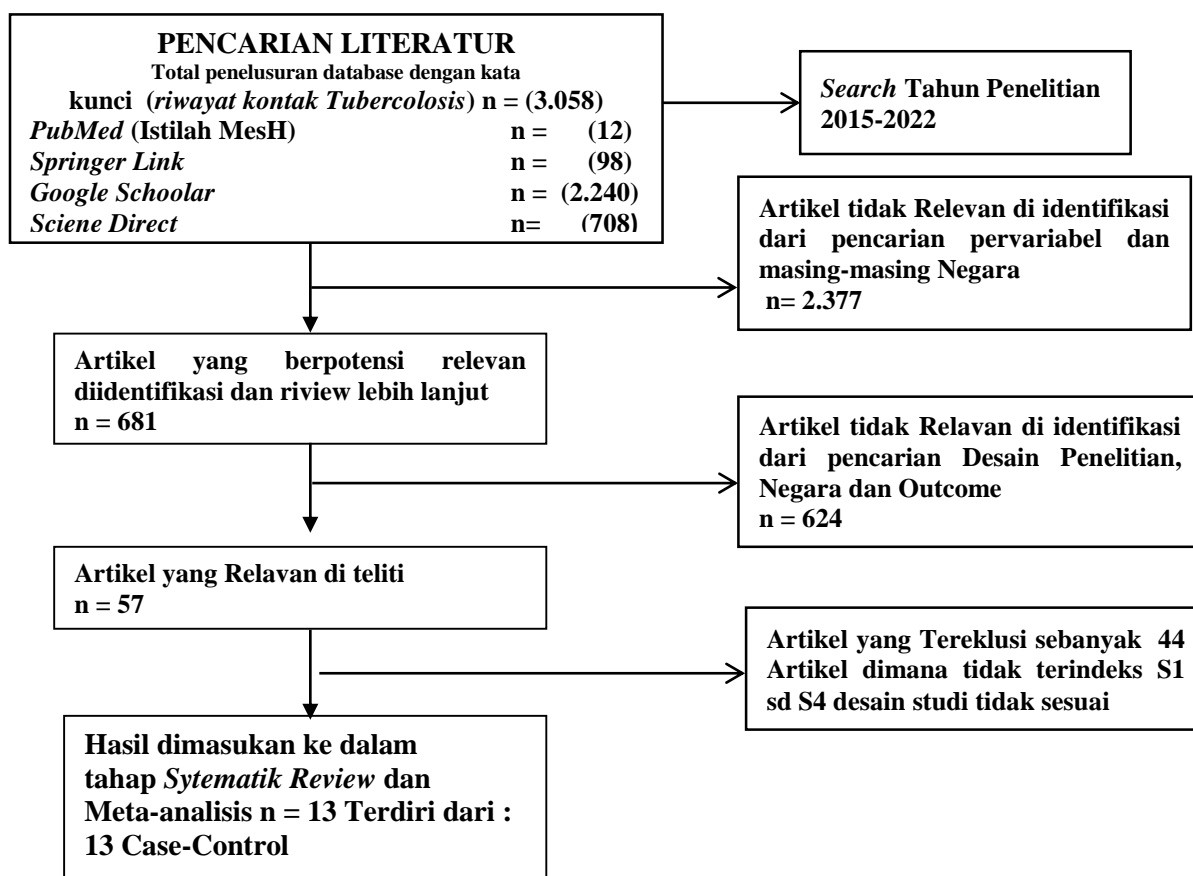 PENCARIAN LITERATUR
Total penelusuran database dengan kata
kunci (riwayat kontak Tubercolosis) n = (3.058)
PubMed (Istilah MesH) n = (12)
Springer Link n = (98)
Google Schoolar n = (2.240)
Sciene Direct n= (708)
Search Tahun Penelitian
2015-2022
Artikel tidak Relevan di identifikasi
dari pencarian pervariabel dan
masing-masing Negara
n= 2.377
Artikel yang berpotensi relevan
diidentifikasi dan riview lebih lanjut
n = 681
Artikel tidak Relavan di identifikasi
dari pencarian Desain Penelitian,
Negara dan Outcome
n = 624
Artikel yang Relavan di teliti
n = 57
Artikel yang Tereklusi sebanyak 44
Artikel dimana tidak terindeks S1
sd S4 desain studi tidak sesuai
Hasil dimasukan ke dalam
tahap Sytematik Review dan
Meta-analisis n = 13 Terdiri dari :
13 Case-Control